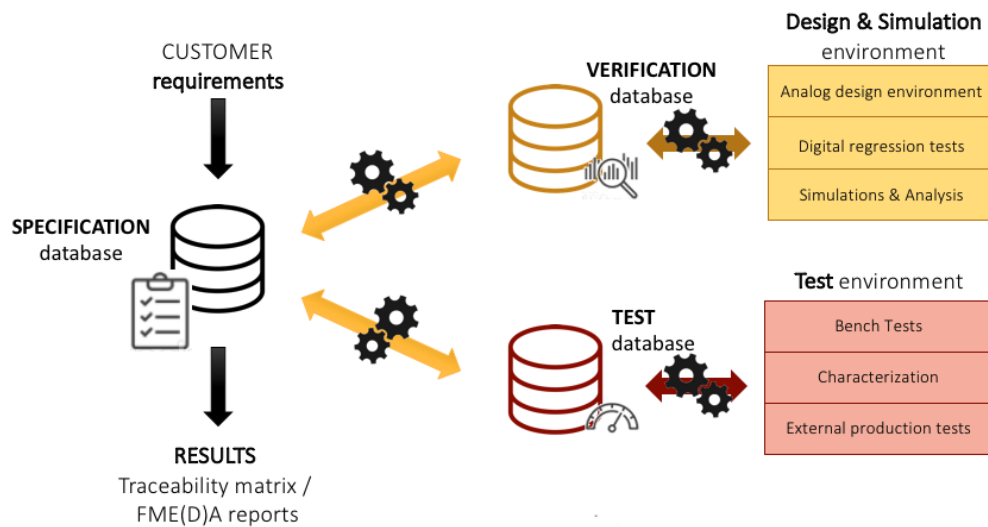 CUSTOMER
requirements
SPECIFICATION
database
RESULTS
Traceability matrix /
FME(D)A reports
VERIFICATION
database
TEST
database
Design & Simulation
environment
Analog design environment
Digital regression tests
Simulations & Analysis
Test environment
Bench Tests
Characterization
External production tests